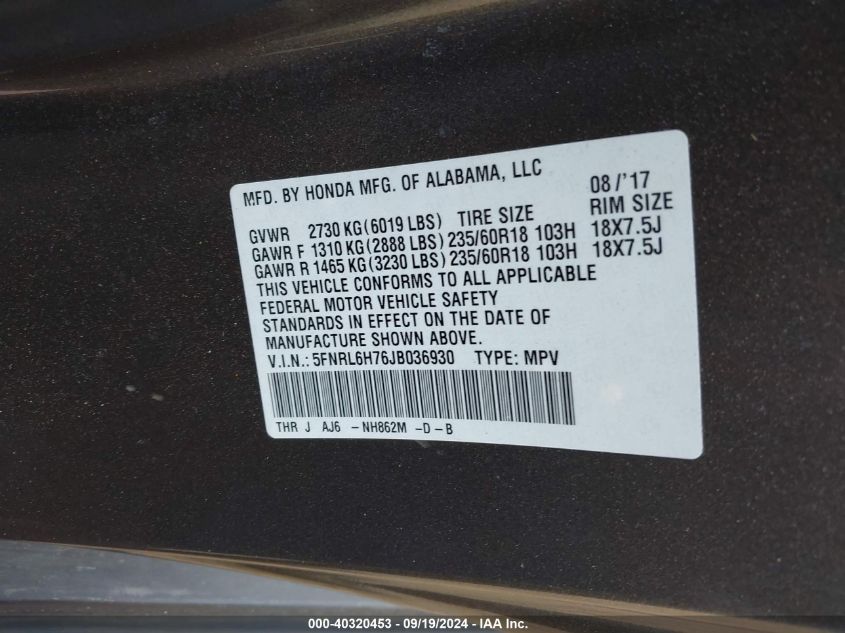 MFD. BY HONDA MFG. OF ALABAMA, LLC 08/'17
GVWR 2730 KG(6019 LBS) TIRE SIZE RIM SIZE
GAWR F 1310 KG(2888 LBS) 235/60R18 103H 18X7.5J
GAWR R 1465 KG(3230 LBS) 235/60R18 103H 18X7.5J
THIS VEHICLE CONFORMS TO ALL APPLICABLE
FEDERAL MOTOR VEHICLE SAFETY
STANDARDS IN EFFECT ON THE DATE OF
MANUFACTURE SHOWN ABOVE.
V.I.N.: 5FNRL6H76JB036930 TYPE: MPV
THR J AJ6 -NH862M -D-B
000-40320453 - 09/19/2024 - IAA Inc.